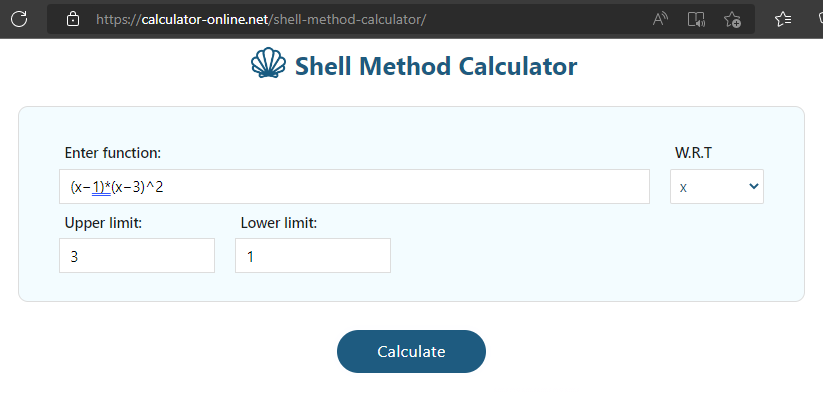 https://calculator-online.net/shell-method-calculator/
Shell Method Calculator
Enter function: W.R.T
(x−1)*(x−3)^2 x
Upper limit: Lower limit:
3 1
Calculate